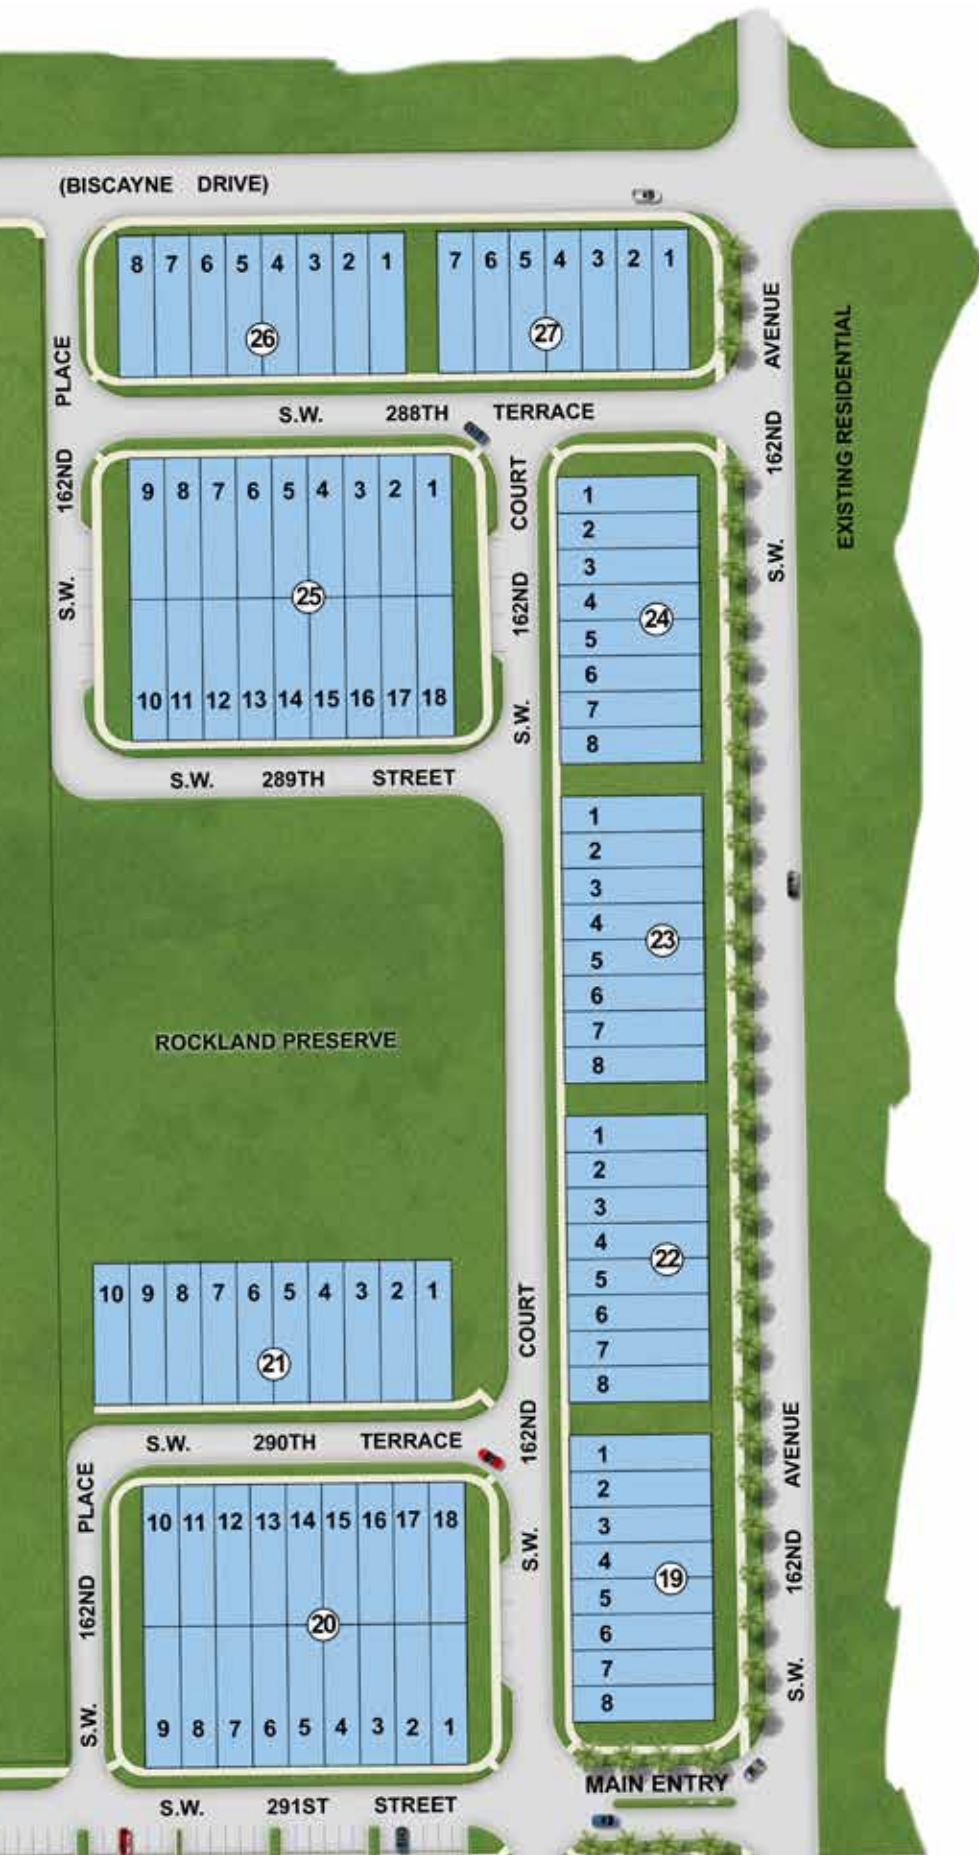 (BISCAYNE DRIVE)
8 7 6 5 4 3 2 1
26
7 6 5 4 3 2 1
27
S.W. 288TH TERRACE
S.W. 162ND PLACE
9 8 7 6 5 4 3 2 1
25
10 11 12 13 14 15 16 17 18
S.W. 289TH STREET
S.W. 162ND COURT
1
2
3
4
5
6
7
8
24
S.W. 162ND AVENUE
EXISTING RESIDENTIAL
1
2
3
4
5
6
7
8
23
ROCKLAND PRESERVE
1
2
3
4
5
6
7
8
22
10 9 8 7 6 5 4 3 2 1
21
S.W. 290TH TERRACE
S.W. 162ND PLACE
10 11 12 13 14 15 16 17 18
20
9 8 7 6 5 4 3 2 1
S.W. 162ND COURT
1
2
3
4
5
6
7
8
19
S.W. 162ND AVENUE
MAIN ENTRY
S.W. 291ST STREET